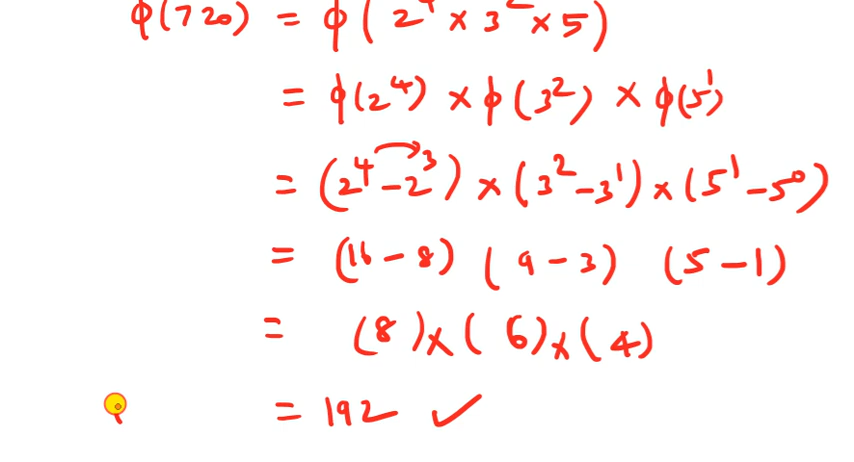 ϕ(720) = ϕ(2⁴ × 3² × 5)
= ϕ(2⁴) × ϕ(3²) × ϕ(5¹)
= (2⁴ − 2³) × (3² − 3¹) × (5¹ − 5⁰)
= (16 − 8) (9 − 3) (5 − 1)
= (8) × (6) × (4)
= 192 ✓